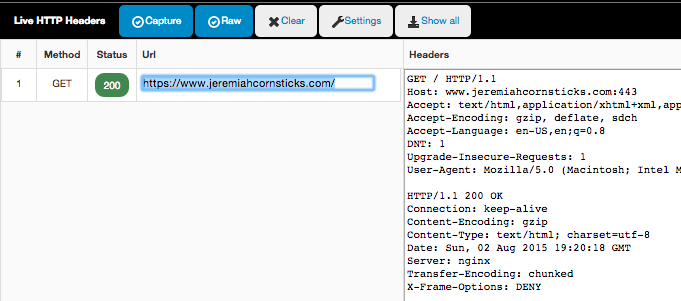 Live HTTP Headers Capture Raw Clear Settings Show all
# Method Status Url Headers
1 GET 200 https://www.jeremiahcornsticks.com/
GET / HTTP/1.1
Host: www.jeremiahcornsticks.com:443
Accept: text/html,application/xhtml+xml,app
Accept-Encoding: gzip, deflate, sdch
Accept-Language: en-US,en;q=0.8
DNT: 1
Upgrade-Insecure-Requests: 1
User-Agent: Mozilla/5.0 (Macintosh; Intel M
HTTP/1.1 200 OK
Connection: keep-alive
Content-Encoding: gzip
Content-Type: text/html; charset=utf-8
Date: Sun, 02 Aug 2015 19:20:18 GMT
Server: nginx
Transfer-Encoding: chunked
X-Frame-Options: DENY